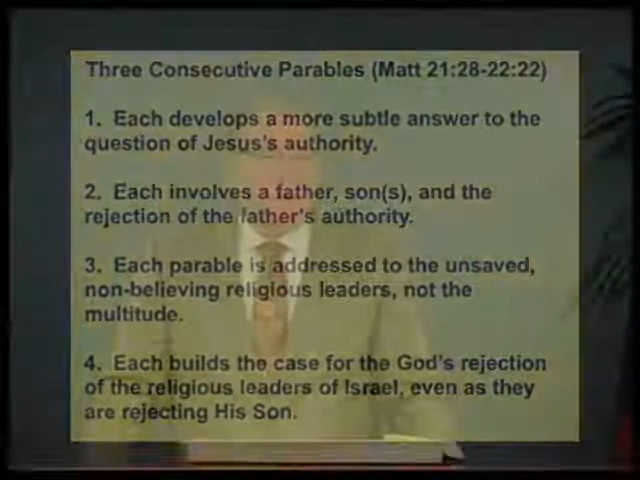 Three Consecutive Parables (Matt 21:28-22:22)
1. Each develops a more subtle answer to the
question of Jesus's authority.
2. Each involves a father, son(s), and the
rejection of the father's authority.
3. Each parable is addressed to the unsaved,
non-believing religious leaders, not the
multitude.
4. Each builds the case for the God's rejection
of the religious leaders of Israel, even as they
are rejecting His Son.